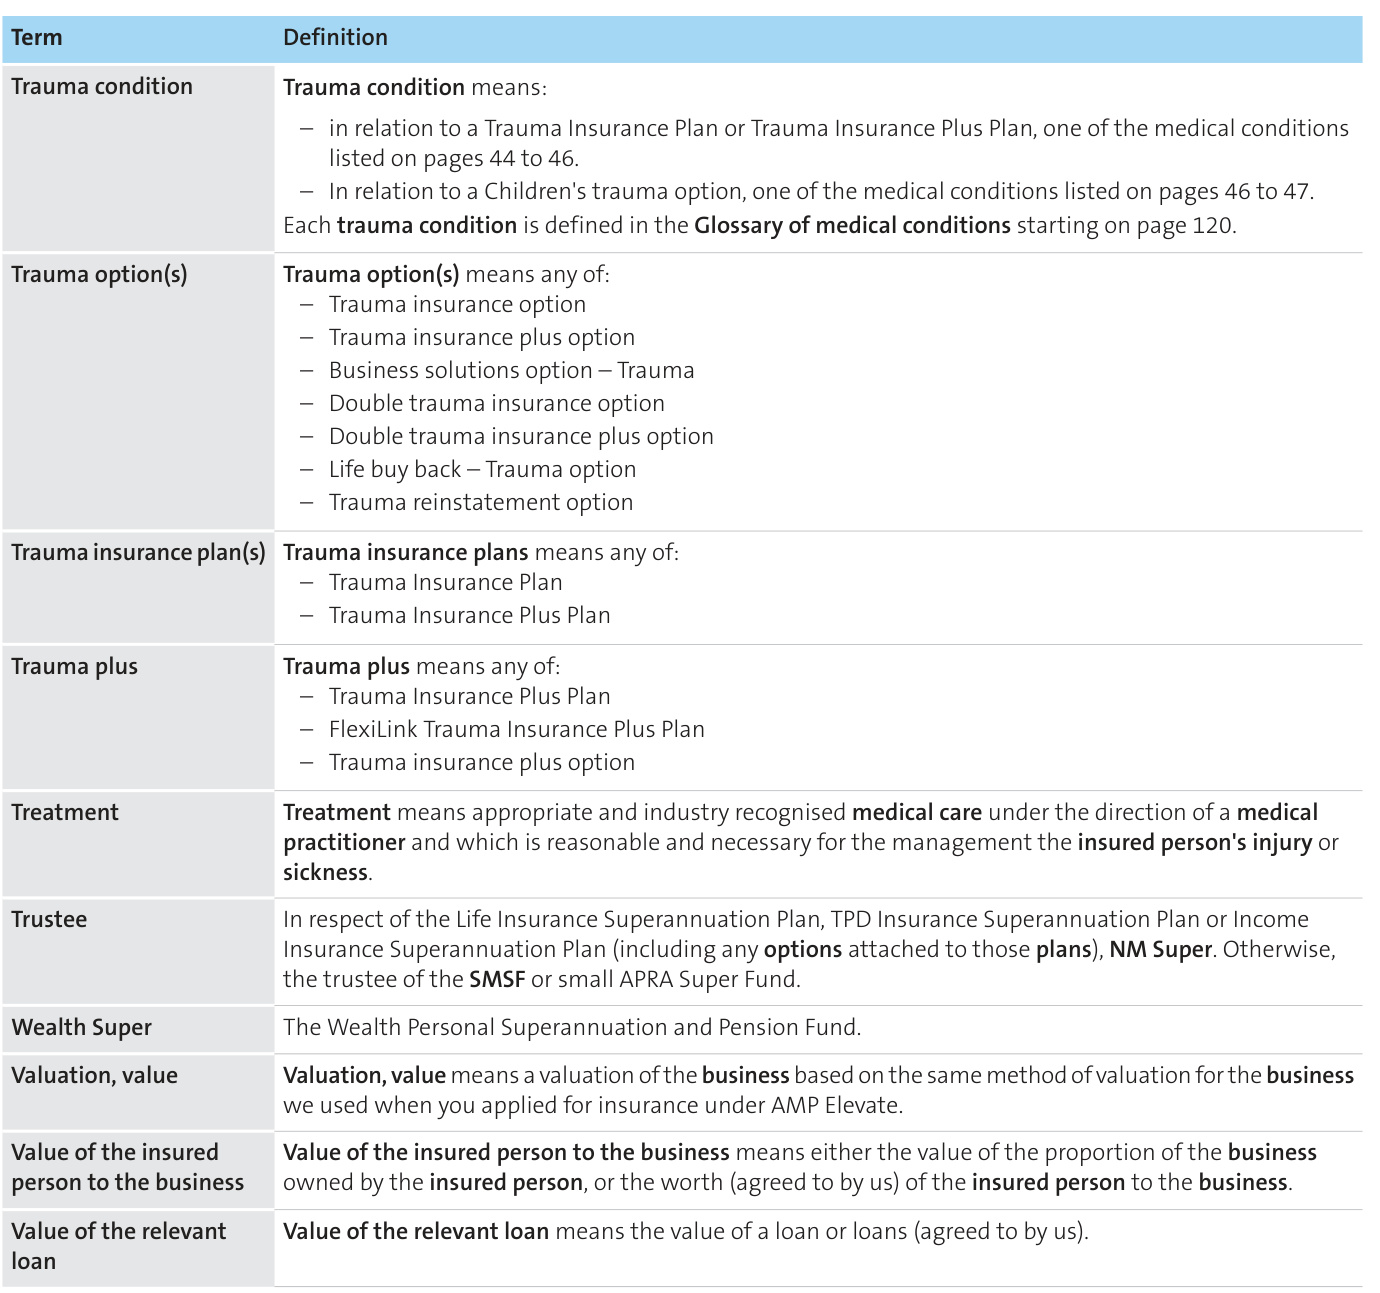 Term Definition
Trauma condition Trauma condition means:
– in relation to a Trauma Insurance Plan or Trauma Insurance Plus Plan, one of the medical conditions
listed on pages 44 to 46.
– In relation to a Children's trauma option, one of the medical conditions listed on pages 46 to 47.
Each trauma condition is defined in the Glossary of medical conditions starting on page 120.
Trauma option(s) Trauma option(s) means any of:
– Trauma insurance option
– Trauma insurance plus option
– Business solutions option – Trauma
– Double trauma insurance option
– Double trauma insurance plus option
– Life buy back – Trauma option
– Trauma reinstatement option
Trauma insurance plan(s) Trauma insurance plans means any of:
– Trauma Insurance Plan
– Trauma Insurance Plus Plan
Trauma plus Trauma plus means any of:
– Trauma Insurance Plus Plan
– FlexiLink Trauma Insurance Plus Plan
– Trauma insurance plus option
Treatment Treatment means appropriate and industry recognised medical care under the direction of a medical
practitioner and which is reasonable and necessary for the management the insured person's injury or
sickness.
Trustee In respect of the Life Insurance Superannuation Plan, TPD Insurance Superannuation Plan or Income
Insurance Superannuation Plan (including any options attached to those plans), NM Super. Otherwise,
the trustee of the SMSF or small APRA Super Fund.
Wealth Super The Wealth Personal Superannuation and Pension Fund.
Valuation, value Valuation, value means a valuation of the business based on the same method of valuation for the business
we used when you applied for insurance under AMP Elevate.
Value of the insured Value of the insured person to the business means either the value of the proportion of the business
person to the business owned by the insured person, or the worth (agreed to by us) of the insured person to the business.
Value of the relevant Value of the relevant loan means the value of a loan or loans (agreed to by us).
loan